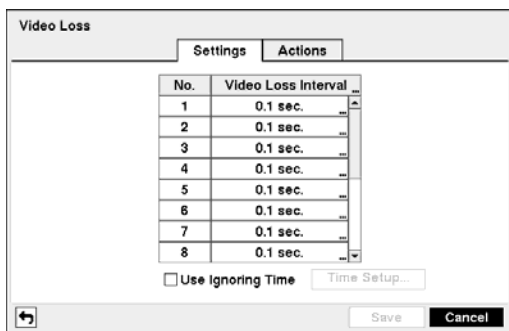 Video Loss
Settings Actions
No. Video Loss Interval ...
1 0.1 sec. ...
2 0.1 sec. ...
3 0.1 sec. ...
4 0.1 sec. ...
5 0.1 sec. ...
6 0.1 sec. ...
7 0.1 sec. ...
8 0.1 sec. ...
Use Ignoring Time Time Setup...
Save Cancel